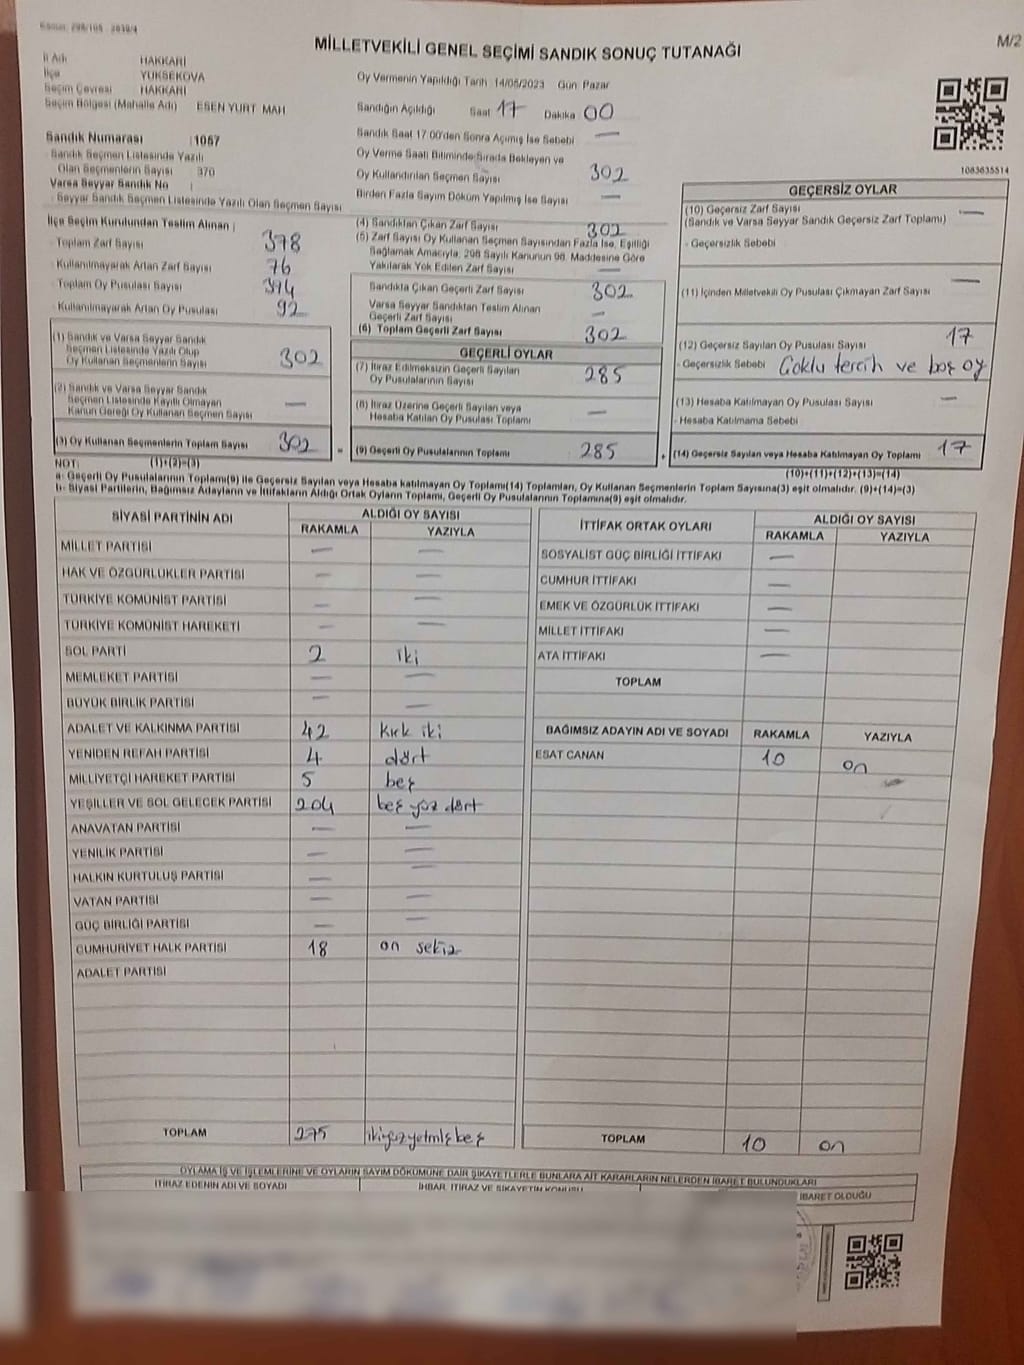 MİLLETVEKİLİ GENEL SEÇİMİ SANDIK SONUÇ TUTANAĞI
M/2
İl Adı HAKKARİ
İlçe YÜKSEKOVA
Seçim Çevresi HAKKARİ
Seçim Bölgesi (Mahalle Adı) ESEN YURT MAH
Oy Vermenin Yapıldığı Tarih 14/05/2023 Gün Pazar
Sandığın Açıldığı Saat 17 Dakika 00
Sandık Saat 17:00'den Sonra Açımış İse Sebebi —
Oy Verme Saati Bitiminde Sırada Bekleyen ve
Oy Kullandırılan Seçmen Sayısı 302
Birden Fazla Sayım Döküm Yapılmış İse Sayısı —
Sandık Numarası : 1067
Sandık Seçmen Listesinde Yazılı
Olan Seçmenlerin Sayısı 370
Varsa Seyyar Sandık No :
Seyyar Sandık Seçmen Listesinde Yazılı Olan Seçmen Sayısı
1083635514
İlçe Seçim Kurulundan Teslim Alınan ;
Toplam Zarf Sayısı 378
Kullanılmayarak Artan Zarf Sayısı 76
Toplam Oy Pusulası Sayısı 394
Kullanılmayarak Artan Oy Pusulası 92
(1) Sandık ve Varsa Seyyar Sandık
Seçmen Listesinde Yazılı Olup
Oy Kullanan Seçmenlerin Sayısı 302
(2) Sandık ve Varsa Seyyar Sandık
Seçmen Listesinde Kayıtlı Olmayan
Kanun Gereği Oy Kullanan Seçmen Sayısı —
(3) Oy Kullanan Seçmenlerin Toplam Sayısı 302
(4) Sandıktan Çıkan Zarf Sayısı 302
(5) Zarf Sayısı Oy Kullanan Seçmen Sayısından Fazla İse, Eşitliği
Sağlamak Amacıyla, 298 Sayılı Kanunun 98. Maddesine Göre
Yakılarak Yok Edilen Zarf Sayısı —
Sandıkta Çıkan Geçerli Zarf Sayısı 302
Varsa Seyyar Sandıktan Teslim Alınan
Geçerli Zarf Sayısı —
(6) Toplam Geçerli Zarf Sayısı 302
GEÇERLİ OYLAR
(7) İtiraz Edilmeksizin Geçerli Sayılan
Oy Pusulalarının Sayısı 285
(8) İtiraz Üzerine Geçerli Sayılan veya
Hesaba Katılan Oy Pusulası Toplamı —
= (9) Geçerli Oy Pusulalarının Toplamı 285
GEÇERSİZ OYLAR
(10) Geçersiz Zarf Sayısı —
(Sandık ve Varsa Seyyar Sandık Geçersiz Zarf Toplamı)
- Geçersizlik Sebebi
(11) İçinden Milletvekili Oy Pusulası Çıkmayan Zarf Sayısı —
(12) Geçersiz Sayılan Oy Pusulası Sayısı 17
- Geçersizlik Sebebi Çoklu tercih ve boş oy
(13) Hesaba Katılmayan Oy Pusulası Sayısı —
- Hesaba Katılmama Sebebi
+ (14) Geçersiz Sayılan veya Hesaba Katılmayan Oy Toplamı 17
NOT: (1)+(2)=(3) (10)+(11)+(12)+(13)=(14)
a- Geçerli Oy Pusulalarının Toplamı(9) ile Geçersiz Sayılan veya Hesaba katılmayan Oy Toplamı(14) Toplamları, Oy Kullanan Seçmenlerin Toplam Sayısına(3) eşit olmalıdır. (9)+(14)=(3)
b- Siyasi Partilerin, Bağımsız Adayların ve İttifakların Aldığı Ortak Oyların Toplamı, Geçerli Oy Pusulalarının Toplamına(9) eşit olmalıdır.
SİYASİ PARTİNİN ADI ALDIĞI OY SAYISI
RAKAMLA YAZIYLA
MİLLET PARTİSİ — —
HAK VE ÖZGÜRLÜKLER PARTİSİ — —
TÜRKİYE KOMÜNİST PARTİSİ — —
TÜRKİYE KOMÜNİST HAREKETİ — —
SOL PARTİ 2 iki
MEMLEKET PARTİSİ — —
BÜYÜK BİRLİK PARTİSİ — —
ADALET VE KALKINMA PARTİSİ 42 kırk iki
YENİDEN REFAH PARTİSİ 4 dört
MİLLİYETÇİ HAREKET PARTİSİ 5 beş
YEŞİLLER VE SOL GELECEK PARTİSİ 204 beş yüz dört
ANAVATAN PARTİSİ — —
YENİLİK PARTİSİ — —
HALKIN KURTULUŞ PARTİSİ — —
VATAN PARTİSİ — —
GÜÇ BİRLİĞİ PARTİSİ — —
CUMHURİYET HALK PARTİSİ 18 on sekiz
ADALET PARTİSİ
TOPLAM 275 ikiyüzyetmişbeş
İTTİFAK ORTAK OYLARI ALDIĞI OY SAYISI
RAKAMLA YAZIYLA
SOSYALİST GÜÇ BİRLİĞİ İTTİFAKI —
CUMHUR İTTİFAKI —
EMEK VE ÖZGÜRLÜK İTTİFAKI —
MİLLET İTTİFAKI —
ATA İTTİFAKI —
TOPLAM
BAĞIMSIZ ADAYIN ADI VE SOYADI RAKAMLA YAZIYLA
ESAT CANAN 10 on
TOPLAM 10 on
OYLAMA İŞ VE İŞLEMLERİNE VE OYLARIN SAYIM DÖKÜMÜNE DAİR ŞİKAYETLERLE BUNLARA AİT KARARLARIN NELERDEN İBARET BULUNDUKLARI
İTİRAZ EDENİN ADI VE SOYADI İHBAR, İTİRAZ VE ŞİKAYETİN KONUSU İBARET OLDUĞU